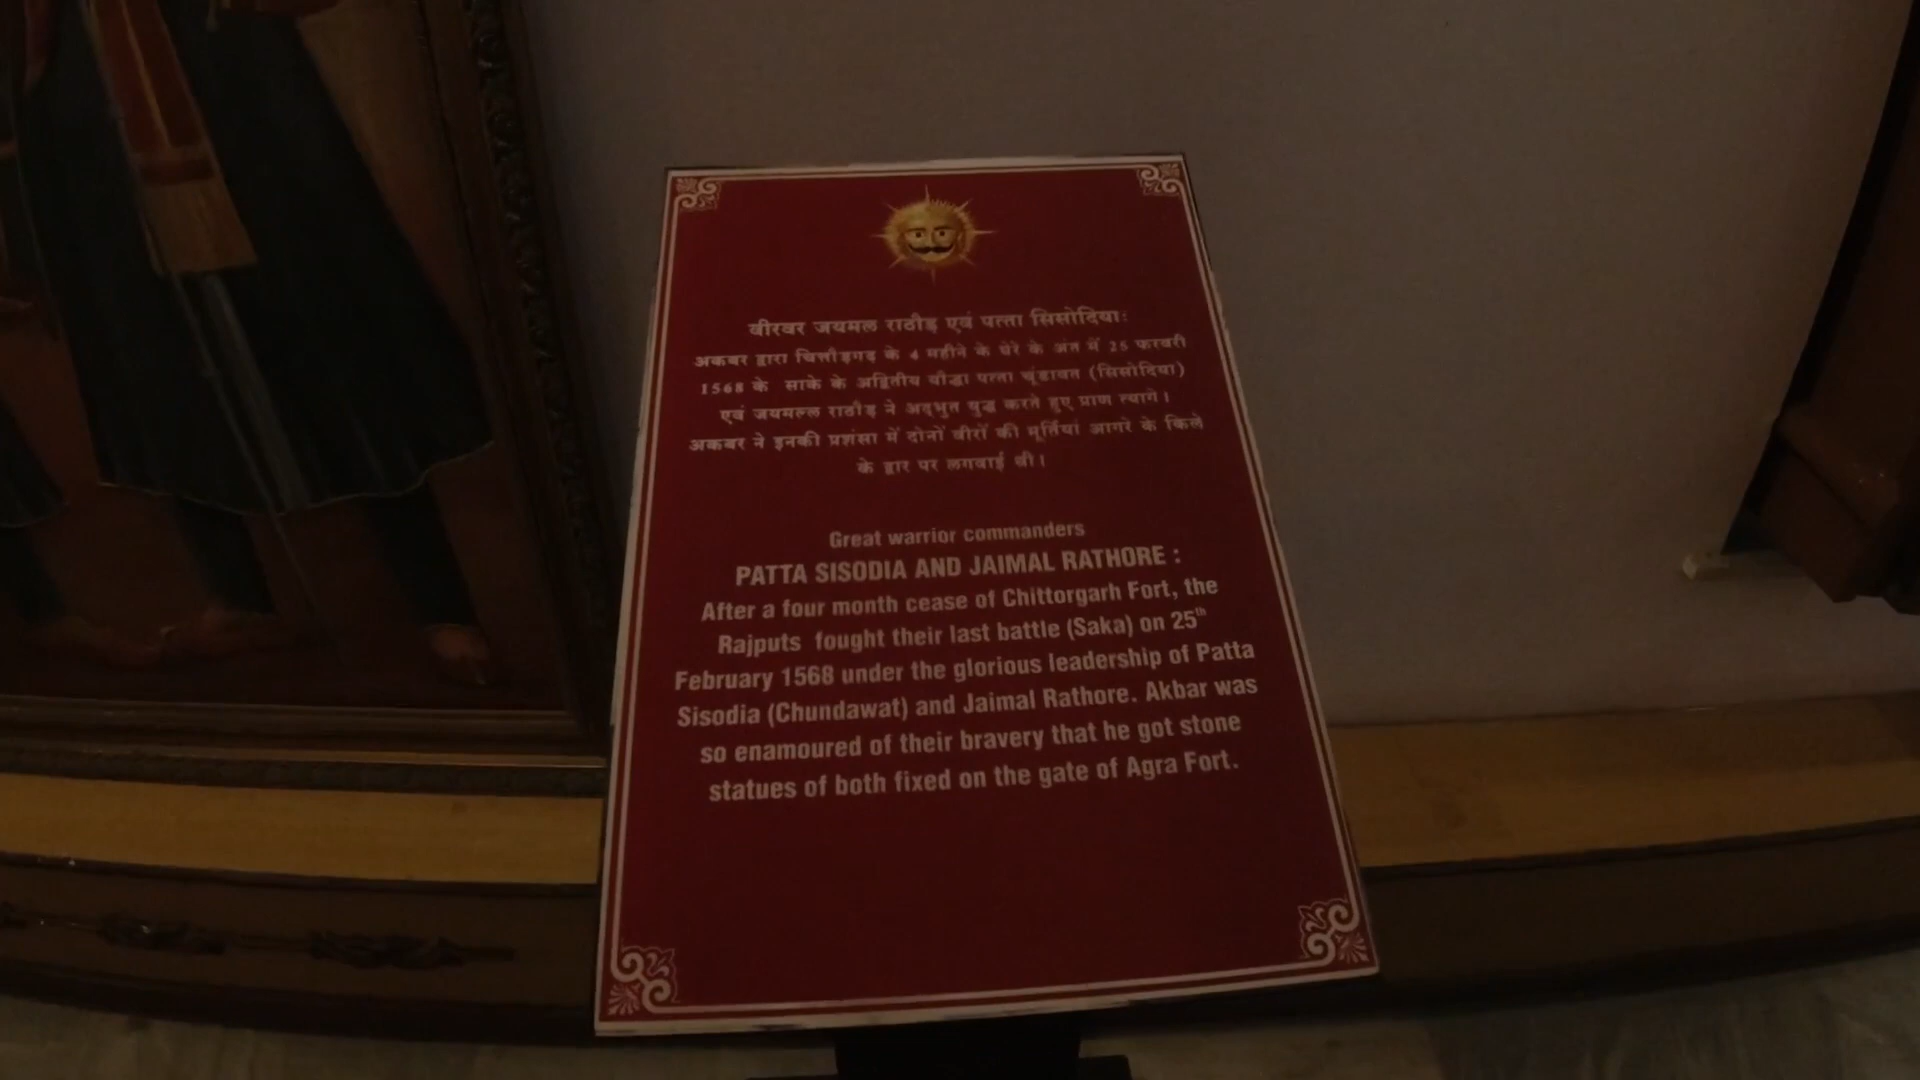 वीरवर जयमल राठौड़ एवं पत्ता सिसोदिया:
अकबर द्वारा चित्तौड़गढ़ के 4 महीने के घेरे के अंत में 25 फरवरी
1568 के साके के अद्वितीय यौद्धा पत्ता चूंडावत (सिसोदिया)
एवं जयमल्ल राठौड़ ने अद्भुत युद्ध करते हुए प्राण त्यागे।
अकबर ने इनकी प्रशंसा में दोनों वीरों की मूर्तियां आगरे के किले
के द्वार पर लगवाई थी।
Great warrior commanders
PATTA SISODIA AND JAIMAL RATHORE :
After a four month cease of Chittorgarh Fort, the
Rajputs fought their last battle (Saka) on 25th
February 1568 under the glorious leadership of Patta
Sisodia (Chundawat) and Jaimal Rathore. Akbar was
so enamoured of their bravery that he got stone
statues of both fixed on the gate of Agra Fort.